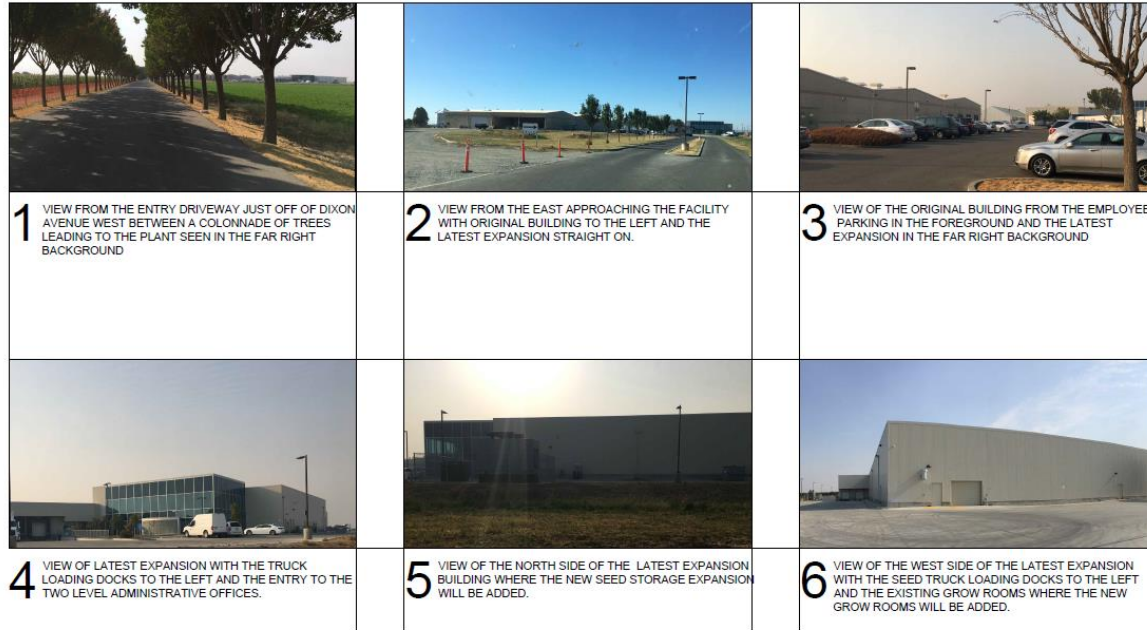 1 VIEW FROM THE ENTRY DRIVEWAY JUST OFF OF DIXON
AVENUE WEST BETWEEN A COLONNADE OF TREES
LEADING TO THE PLANT SEEN IN THE FAR RIGHT
BACKGROUND
2 VIEW FROM THE EAST APPROACHING THE FACILITY
WITH ORIGINAL BUILDING TO THE LEFT AND THE
LATEST EXPANSION STRAIGHT ON.
3 VIEW OF THE ORIGINAL BUILDING FROM THE EMPLOYEE
PARKING IN THE FOREGROUND AND THE LATEST
EXPANSION IN THE FAR RIGHT BACKGROUND
4 VIEW OF LATEST EXPANSION WITH THE TRUCK
LOADING DOCKS TO THE LEFT AND THE ENTRY TO THE
TWO LEVEL ADMINISTRATIVE OFFICES.
5 VIEW OF THE NORTH SIDE OF THE LATEST EXPANSION
BUILDING WHERE THE NEW SEED STORAGE EXPANSION
WILL BE ADDED.
6 VIEW OF THE WEST SIDE OF THE LATEST EXPANSION
WITH THE SEED TRUCK LOADING DOCKS TO THE LEFT
AND THE EXISTING GROW ROOMS WHERE THE NEW
GROW ROOMS WILL BE ADDED.